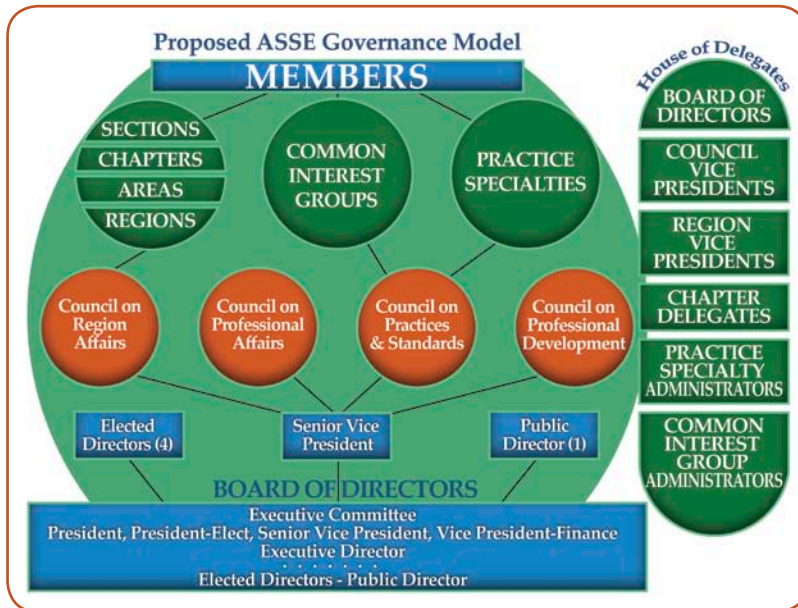 Proposed ASSE Governance Model
MEMBERS
SECTIONS
CHAPTERS
AREAS
REGIONS
COMMON
INTEREST
GROUPS
PRACTICE
SPECIALTIES
Council on
Region
Affairs
Council on
Professional
Affairs
Council on
Practices
& Standards
Council on
Professional
Development
Elected
Directors (4)
Senior Vice
President
Public
Director (1)
BOARD OF DIRECTORS
Executive Committee
President, President-Elect, Senior Vice President, Vice President-Finance
Executive Director
. . . . . .
Elected Directors - Public Director
House of Delegates
BOARD OF
DIRECTORS
COUNCIL
VICE
PRESIDENTS
REGION
VICE
PRESIDENTS
CHAPTER
DELEGATES
PRACTICE
SPECIALTY
ADMINISTRATORS
COMMON
INTEREST
GROUP
ADMINISTRATORS